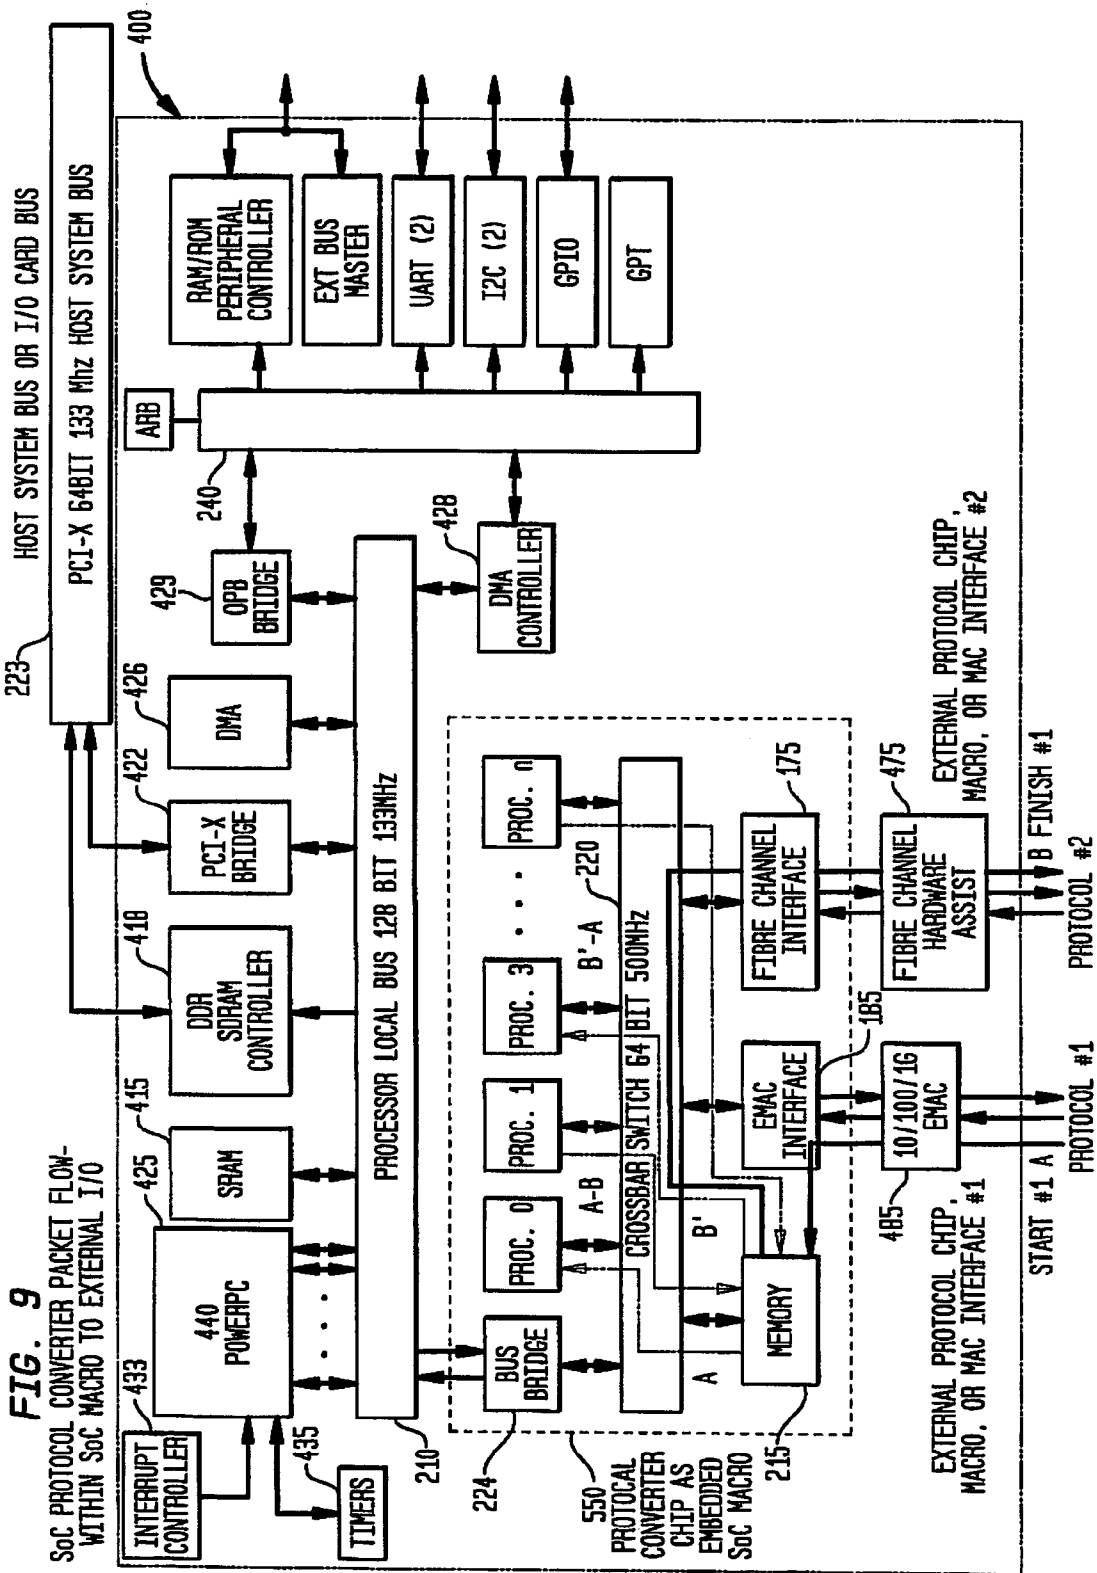 FIG. 9
SoC PROTOCOL CONVERTER PACKET FLOW-
WITHIN SoC MACRO TO EXTERNAL I/O
HOST SYSTEM BUS OR I/O CARD BUS
223
PCI-X 64BIT 133 Mhz HOST SYSTEM BUS
400
INTERRUPT
CONTROLLER
433
440
POWERPC
425
TIMERS
435
SRAM
415
DDR
SDRAM
CONTROLLER
418
PCI-X
BRIDGE
422
DMA
426
OPB
BRIDGE
429
ARB
240
RAM/ROM
PERIPHERAL
CONTROLLER
EXT BUS
MASTER
UART (2)
I2C (2)
GPIO
GPT
PROCESSOR LOCAL BUS 128 BIT 133MHz
210
DMA
CONTROLLER
428
BUS
BRIDGE
224
PROC. 0
PROC. 1
PROC. 3
. . .
PROC. n
A-B
B'-A
220
CROSSBAR SWITCH 64 BIT 500MHz
A
B'
MEMORY
215
EMAC
INTERFACE
185
FIBRE CHANNEL
INTERFACE
175
550
PROTOCAL
CONVERTER
CHIP AS
EMBEDDED
SoC MACRO
10/100/1G
EMAC
485
FIBRE CHANNEL
HARDWARE
ASSIST
475
EXTERNAL PROTOCOL CHIP,
MACRO, OR MAC INTERFACE #1
EXTERNAL PROTOCOL CHIP,
MACRO, OR MAC INTERFACE #2
START #1 A
B FINISH #1
PROTOCOL #1
PROTOCOL #2